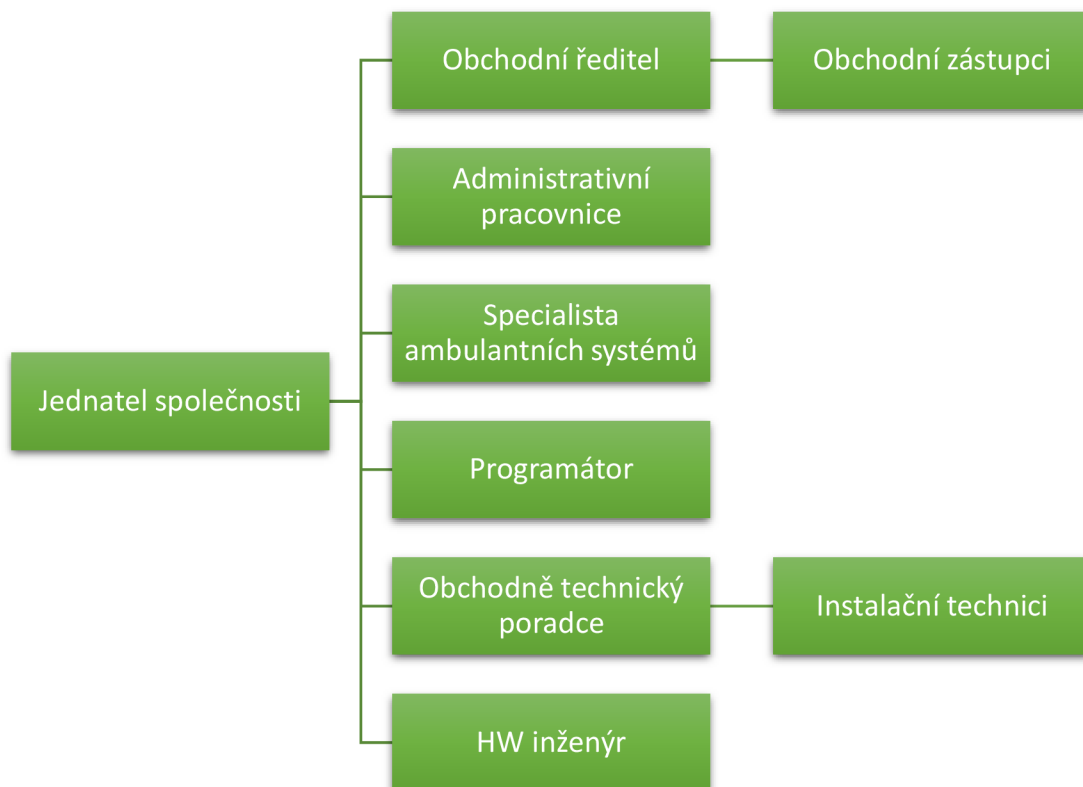 Obchodní ředitel
Obchodní zástupci
Administrativní
pracovnice
Specialista
ambulantních systémů
Jednatel společnosti
Programátor
Obchodně technický
poradce
Instalační technici
HW inženýr